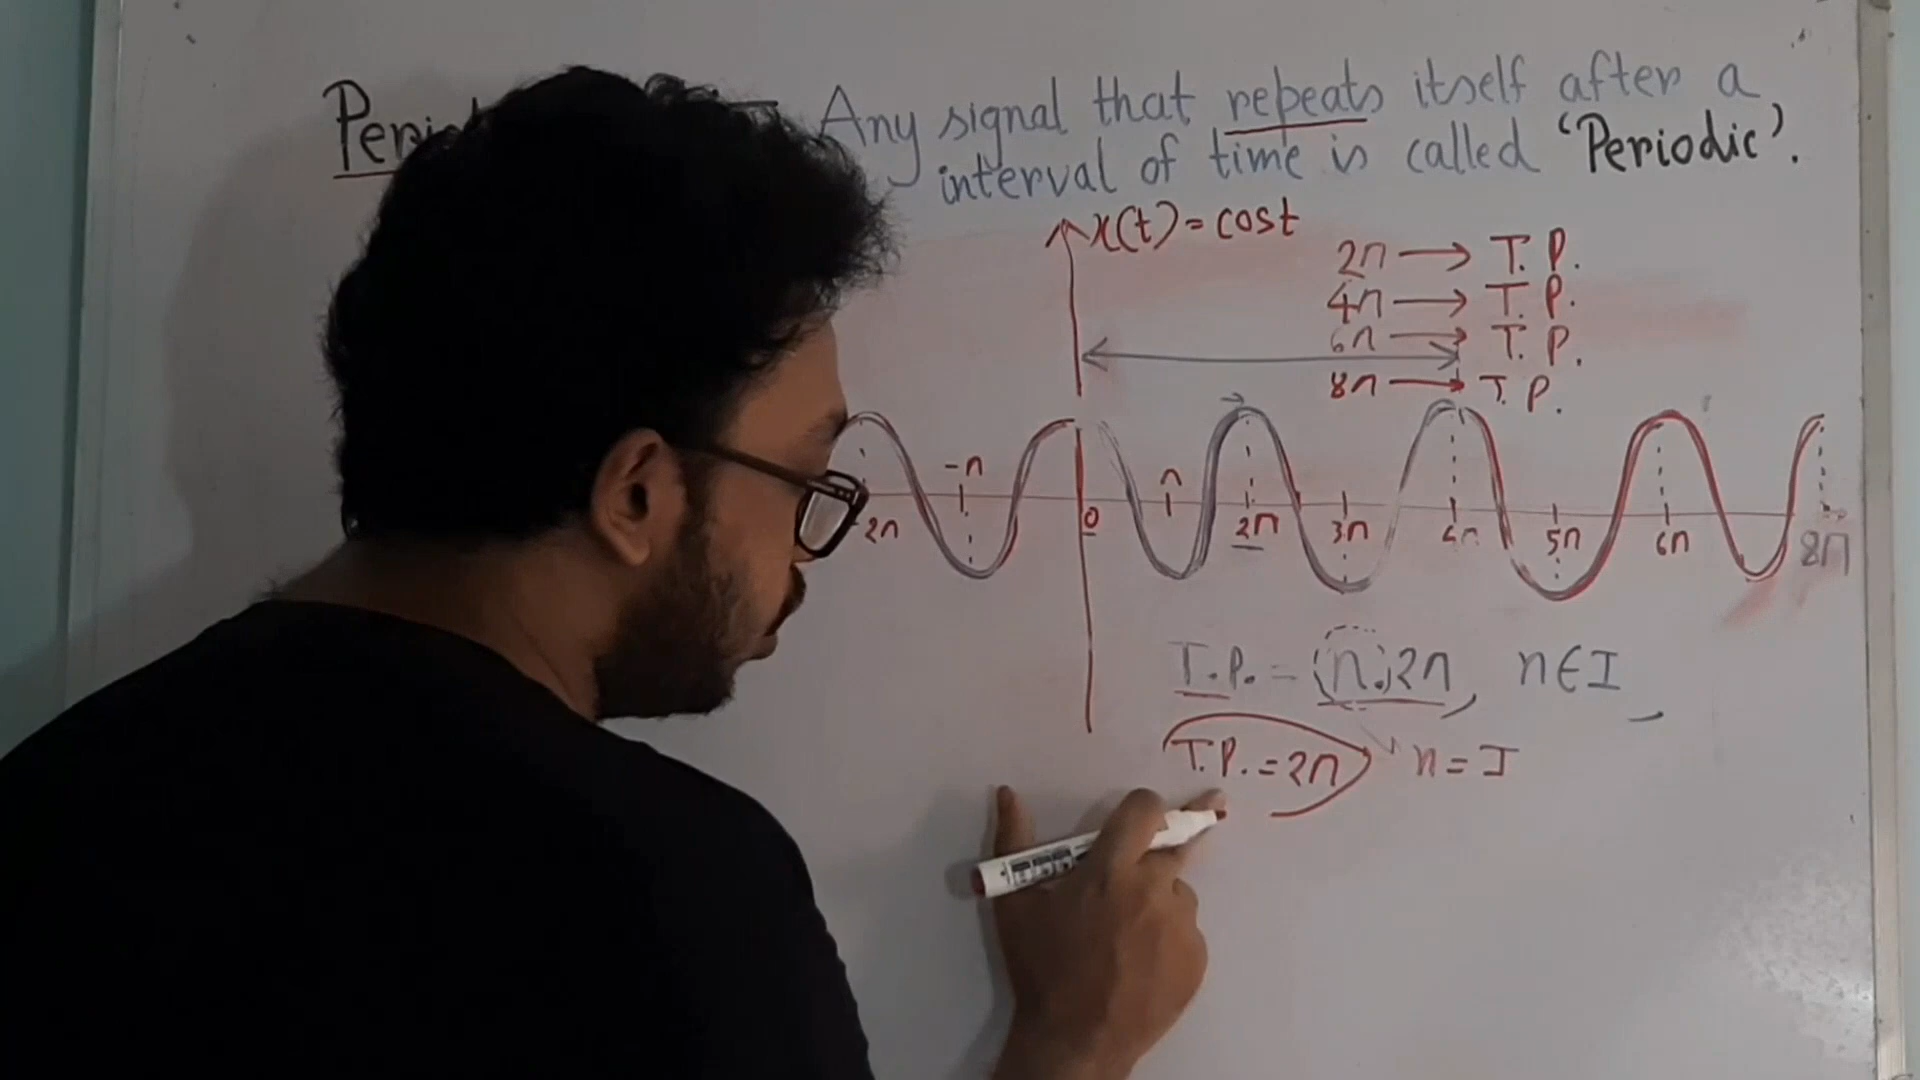 Any signal that repeats itself after a
interval of time is called 'Periodic'.
x(t) = cost
2π → T.P.
4π → T.P.
6π → T.P.
8π → T.P.
-π π
2π 0 2π 3π 4π 5π 6π 8π
T.P. = (n.)2π, n∈I,
T.P. = 2π n = I